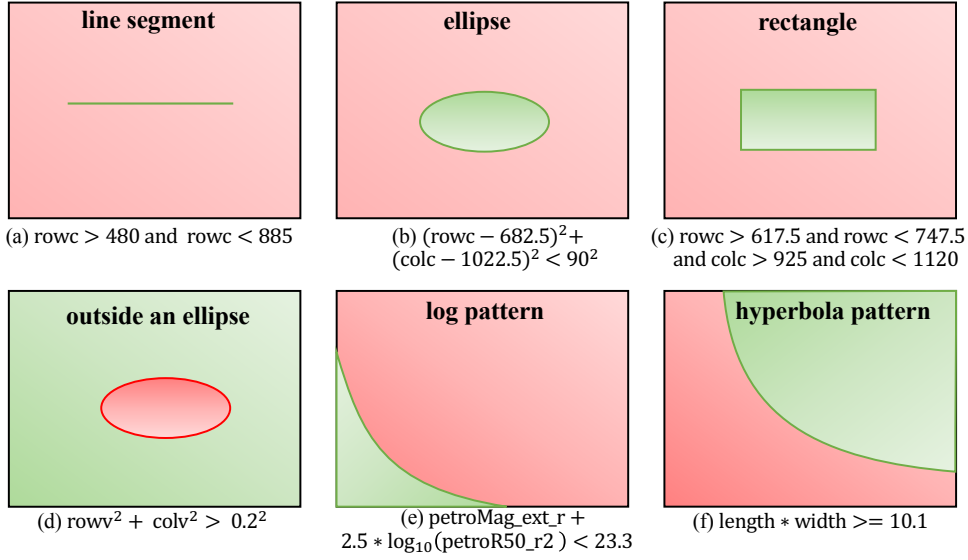 line segment
ellipse
rectangle
(a) rowc > 480 and rowc < 885
(b) (rowc − 682.5)² +
(colc − 1022.5)² < 90²
(c) rowc > 617.5 and rowc < 747.5
and colc > 925 and colc < 1120
outside an ellipse
log pattern
hyperbola pattern
(d) rowv² + colv² > 0.2²
(e) petroMag_ext_r +
2.5 ∗ log₁₀(petroR50_r2) < 23.3
(f) length ∗ width >= 10.1